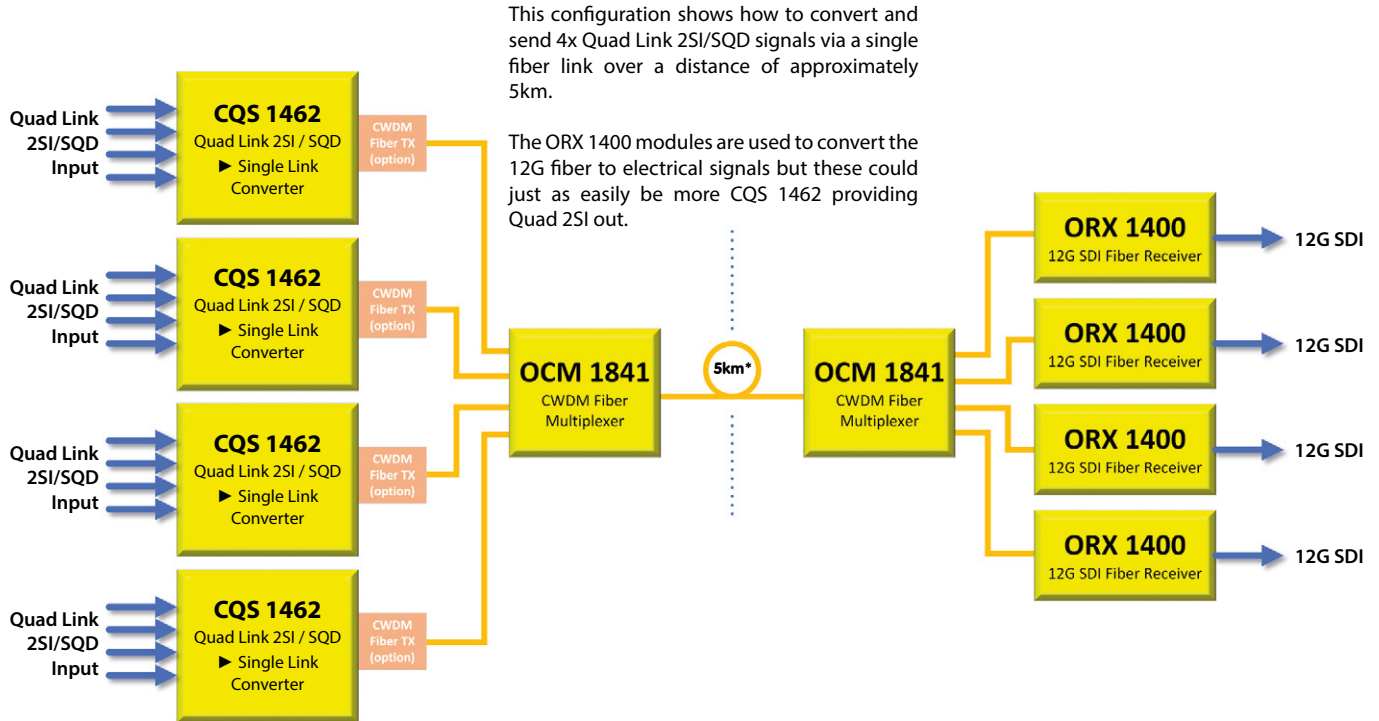 This configuration shows how to convert and
send 4x Quad Link 2SI/SQD signals via a single
fiber link over a distance of approximately
5km.
The ORX 1400 modules are used to convert the
12G fiber to electrical signals but these could
just as easily be more CQS 1462 providing
Quad 2SI out.
Quad Link
2SI/SQD
Input
CQS 1462
Quad Link 2SI / SQD
► Single Link
Converter
CWDM
Fiber TX
(option)
Quad Link
2SI/SQD
Input
CQS 1462
Quad Link 2SI / SQD
► Single Link
Converter
CWDM
Fiber TX
(option)
Quad Link
2SI/SQD
Input
CQS 1462
Quad Link 2SI / SQD
► Single Link
Converter
CWDM
Fiber TX
(option)
Quad Link
2SI/SQD
Input
CQS 1462
Quad Link 2SI / SQD
► Single Link
Converter
CWDM
Fiber TX
(option)
OCM 1841
CWDM Fiber
Multiplexer
5km*
OCM 1841
CWDM Fiber
Multiplexer
ORX 1400
12G SDI Fiber Receiver
12G SDI
ORX 1400
12G SDI Fiber Receiver
12G SDI
ORX 1400
12G SDI Fiber Receiver
12G SDI
ORX 1400
12G SDI Fiber Receiver
12G SDI